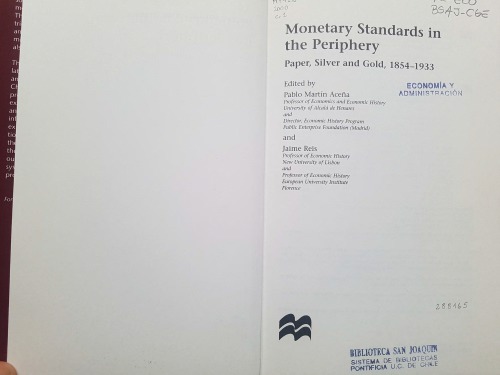 Monetary Standards in
the Periphery
Paper, Silver and Gold, 1854–1933
Edited by
Pablo Martín Aceña
Professor of Economics and Economic History
University of Alcalá de Henares
and
Director, Economic History Program
Public Enterprise Foundation (Madrid)
and
Jaime Reis
Professor of Economic History
New University of Lisbon
and
Professor of Economic History
European University Institute
Florence
BSAJ-CGE
ECONOMÍA Y
ADMINISTRACIÓN
288465
BIBLIOTECA SAN JOAQUIN
SISTEMA DE BIBLIOTECAS
PONTIFICIA U.C. DE CHILE